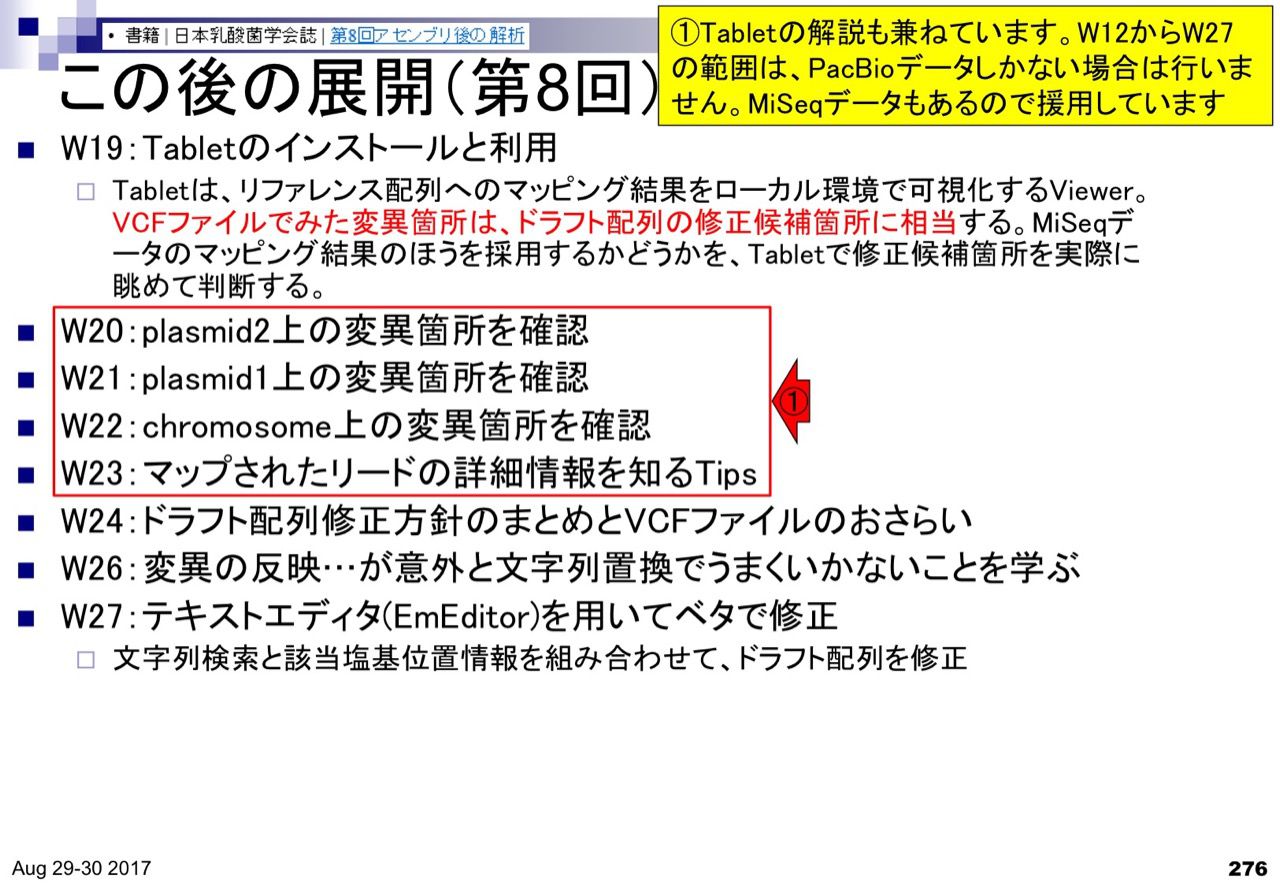 • 書籍 | 日本乳酸菌学会誌 | 第8回アセンブリ後の解析
この後の展開(第8回)
①Tabletの解説も兼ねています。W12からW27
の範囲は、PacBioデータしかない場合は行いま
せん。MiSeqデータもあるので援用しています
W19:Tabletのインストールと利用
Tabletは、リファレンス配列へのマッピング結果をローカル環境で可視化するViewer。
VCFファイルでみた変異箇所は、ドラフト配列の修正候補箇所に相当する。MiSeqデ
ータのマッピング結果のほうを採用するかどうかを、Tabletで修正候補箇所を実際に
眺めて判断する。
W20:plasmid2上の変異箇所を確認
W21:plasmid1上の変異箇所を確認
W22:chromosome上の変異箇所を確認
W23:マップされたリードの詳細情報を知るTips
①
W24:ドラフト配列修正方針のまとめとVCFファイルのおさらい
W26:変異の反映…が意外と文字列置換でうまくいかないことを学ぶ
W27:テキストエディタ(EmEditor)を用いてベタで修正
文字列検索と該当塩基位置情報を組み合わせて、ドラフト配列を修正
Aug 29-30 2017
276